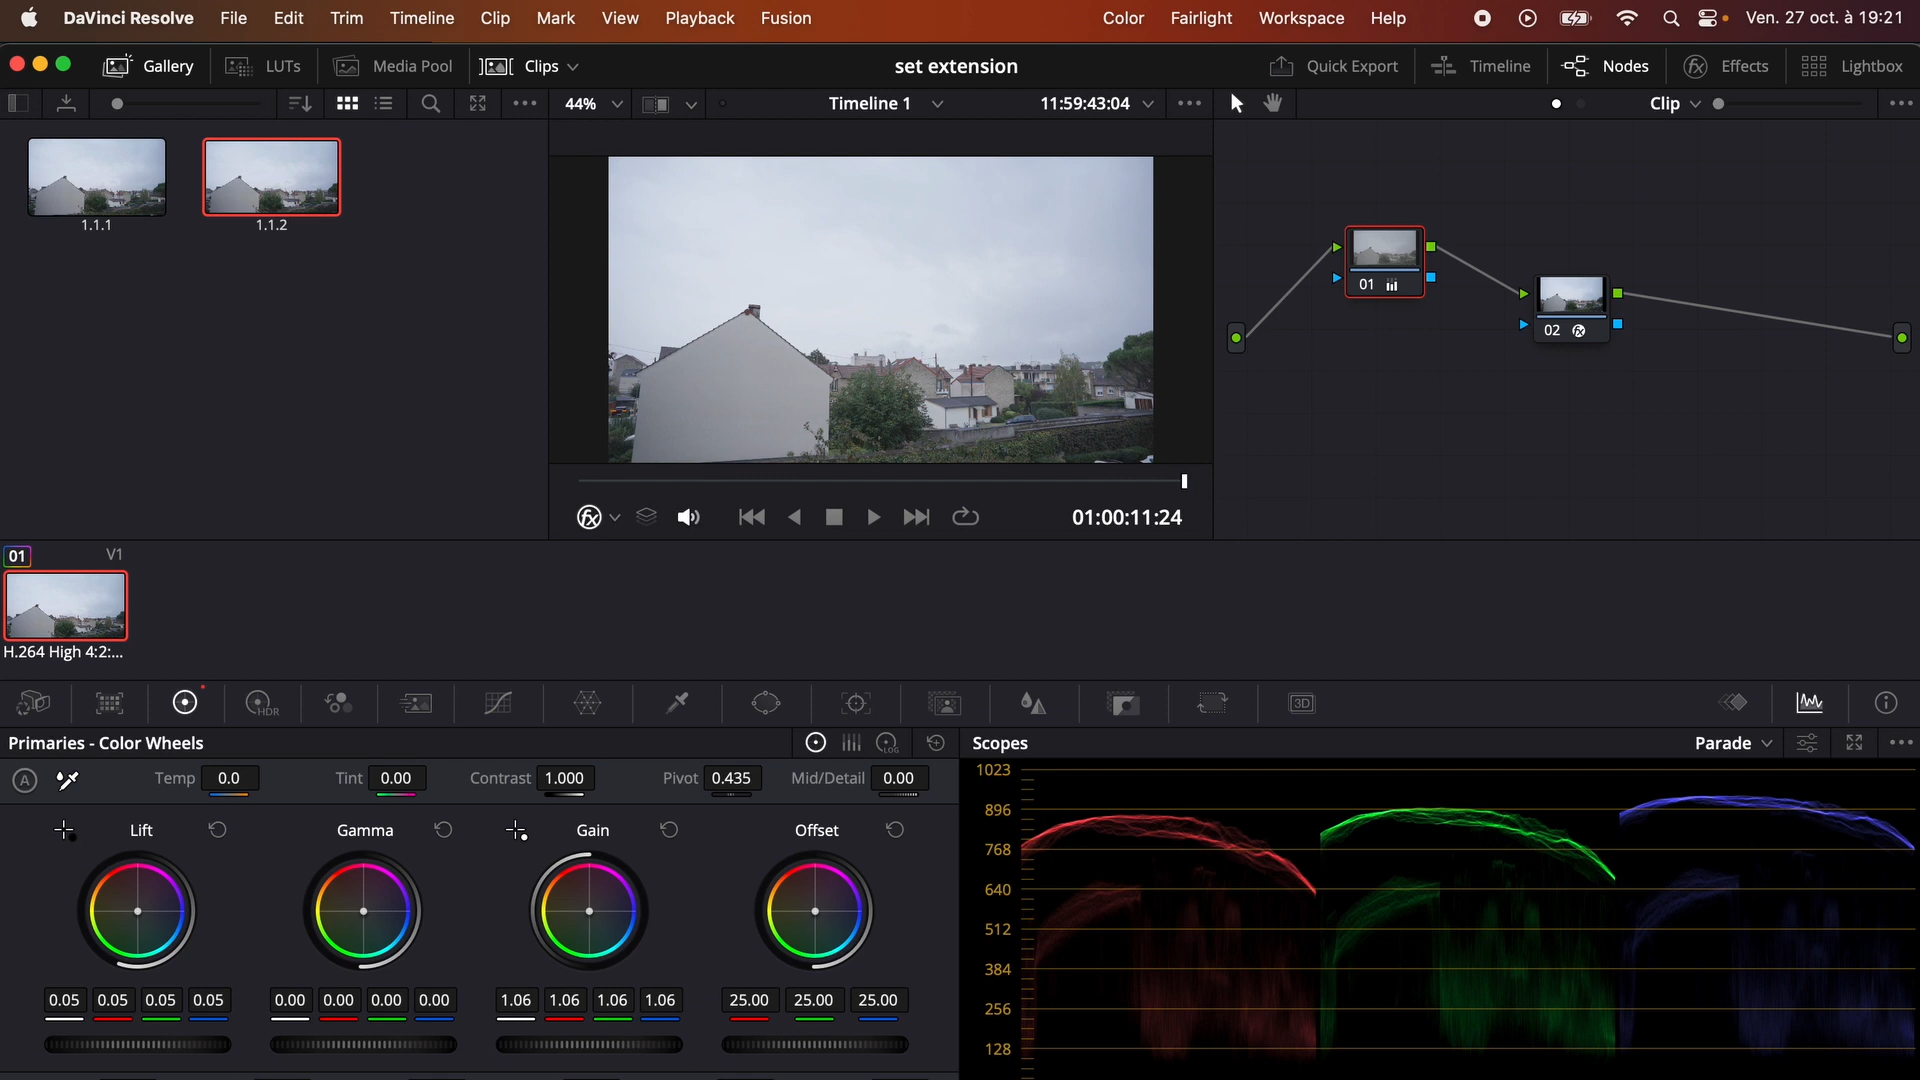 DaVinci Resolve File Edit Trim Timeline Clip Mark View Playback Fusion Color Fairlight Workspace Help Ven. 27 oct. à 19:21
Gallery LUTs Media Pool Clips set extension Quick Export Timeline Nodes Effects Lightbox
44% Timeline 1 11:59:43:04 Clip
1.1.1 1.1.2
01
02
01:00:11:24
01 V1
H.264 High 4:2:...
HDR
3D
Primaries - Color Wheels LOG Scopes Parade
A Temp 0.0 Tint 0.00 Contrast 1.000 Pivot 0.435 Mid/Detail 0.00
Lift Gamma Gain Offset
0.05 0.05 0.05 0.05 0.00 0.00 0.00 0.00 1.06 1.06 1.06 1.06 25.00 25.00 25.00
1023
896
768
640
512
384
256
128